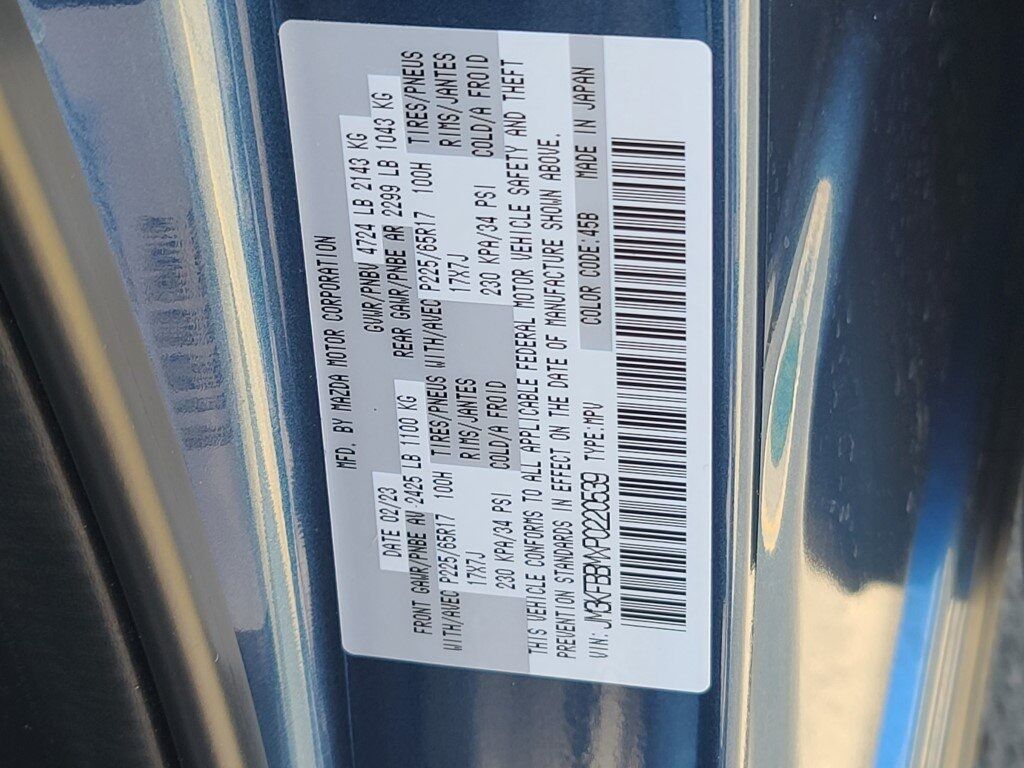 MFD. BY MAZDA MOTOR CORPORATION
DATE 02/23 GVWR/PNBV 4724 LB 2143 KG
FRONT GAWR/PNBE AV 2425 LB 1100 KG REAR GAWR/PNBE AR 2299 LB 1043 KG
WITH/AVEC P225/65R17 100H TIRES/PNEUS WITH/AVEC P225/65R17 100H TIRES/PNEUS
17X7J RIMS/JANTES 17X7J RIMS/JANTES
230 KPA/34 PSI COLD/A FROID 230 KPA/34 PSI COLD/A FROID
THIS VEHICLE CONFORMS TO ALL APPLICABLE FEDERAL MOTOR VEHICLE SAFETY AND THEFT
PREVENTION STANDARDS IN EFFECT ON THE DATE OF MANUFACTURE SHOWN ABOVE.
VIN: JM3KFBBMXP0220539 TYPE:MPV COLOR CODE:45B MADE IN JAPAN